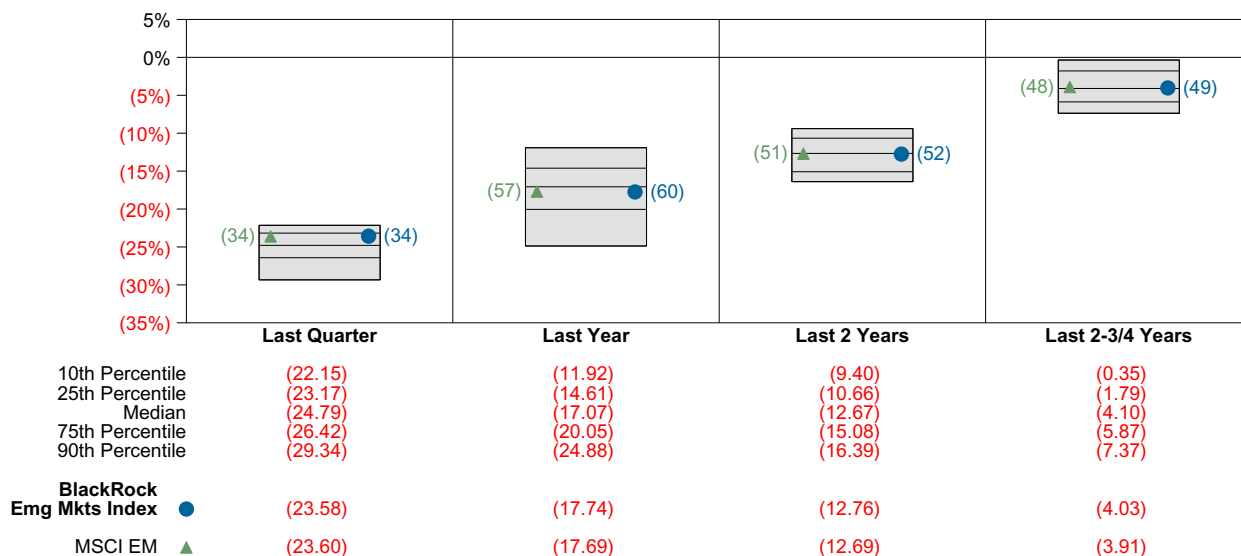 5%
0%
(5%)
(10%)
(15%)
(20%)
(25%)
(30%)
(35%)
(34) (34)
(57) (60)
(51) (52)
(48) (49)
Last Quarter Last Year Last 2 Years Last 2-3/4 Years
10th Percentile (22.15) (11.92) (9.40) (0.35)
25th Percentile (23.17) (14.61) (10.66) (1.79)
Median (24.79) (17.07) (12.67) (4.10)
75th Percentile (26.42) (20.05) (15.08) (5.87)
90th Percentile (29.34) (24.88) (16.39) (7.37)
BlackRock
Emg Mkts Index (23.58) (17.74) (12.76) (4.03)
MSCI EM (23.60) (17.69) (12.69) (3.91)